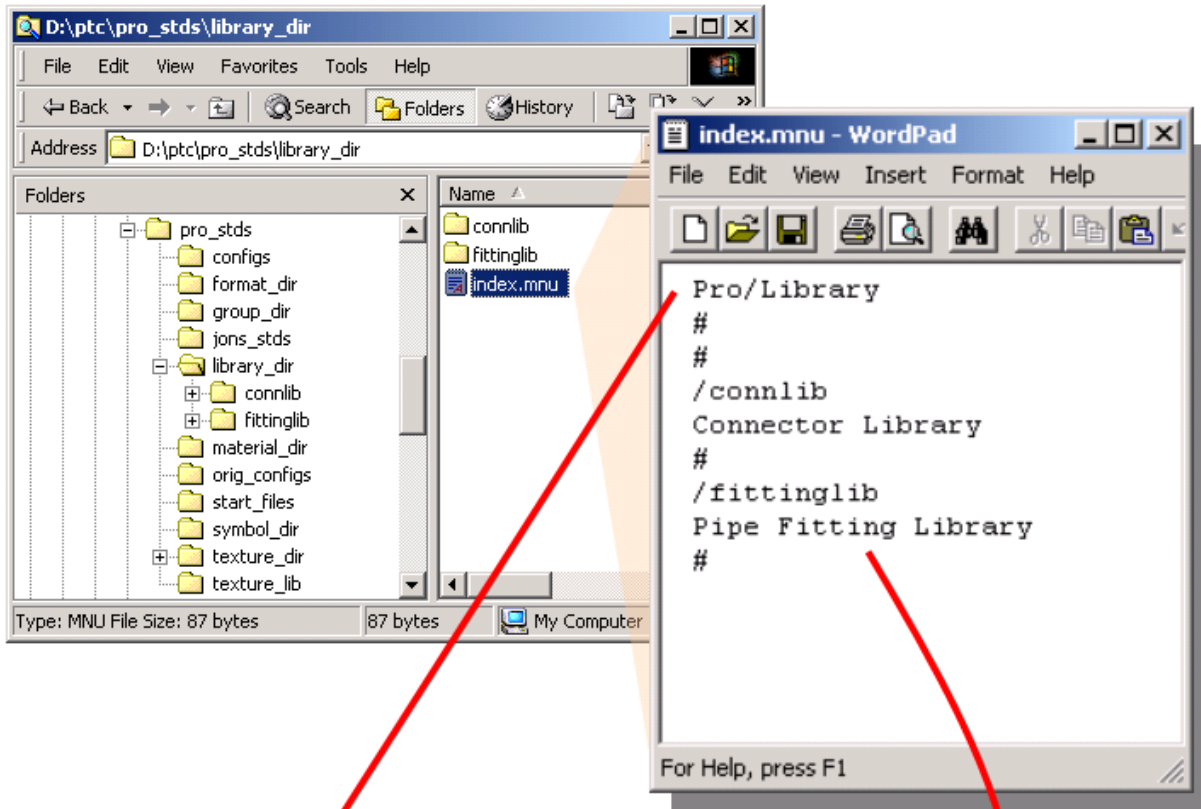 D:\ptc\pro_stds\library_dir
File Edit View Favorites Tools Help
Back Search Folders History »
Address D:\ptc\pro_stds\library_dir
Folders
pro_stds
configs
format_dir
group_dir
jons_stds
library_dir
connlib
fittinglib
material_dir
orig_configs
start_files
symbol_dir
texture_dir
texture_lib
Name
connlib
fittinglib
index.mnu
Type: MNU File Size: 87 bytes 87 bytes My Computer
index.mnu - WordPad
File Edit View Insert Format Help
Pro/Library
#
#
/connlib
Connector Library
#
/fittinglib
Pipe Fitting Library
#
For Help, press F1